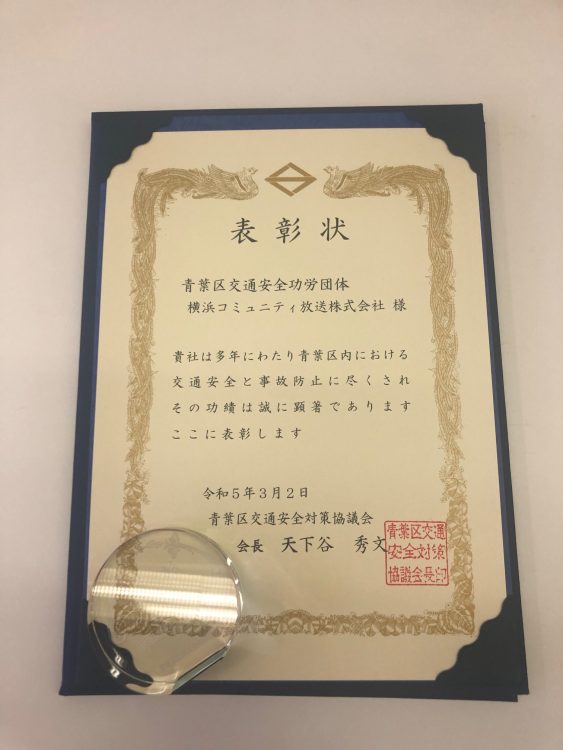 表彰状
青葉区交通安全功労団体
横浜コミュニティ放送株式会社 様
貴社は多年にわたり青葉区内における
交通安全と事故防止に尽くされ
その功績は誠に顕著であります
ここに表彰します
令和5年3月2日
青葉区交通安全対策協議会
会長 天下谷 秀文
青葉区交通
安全対策
協議会長印